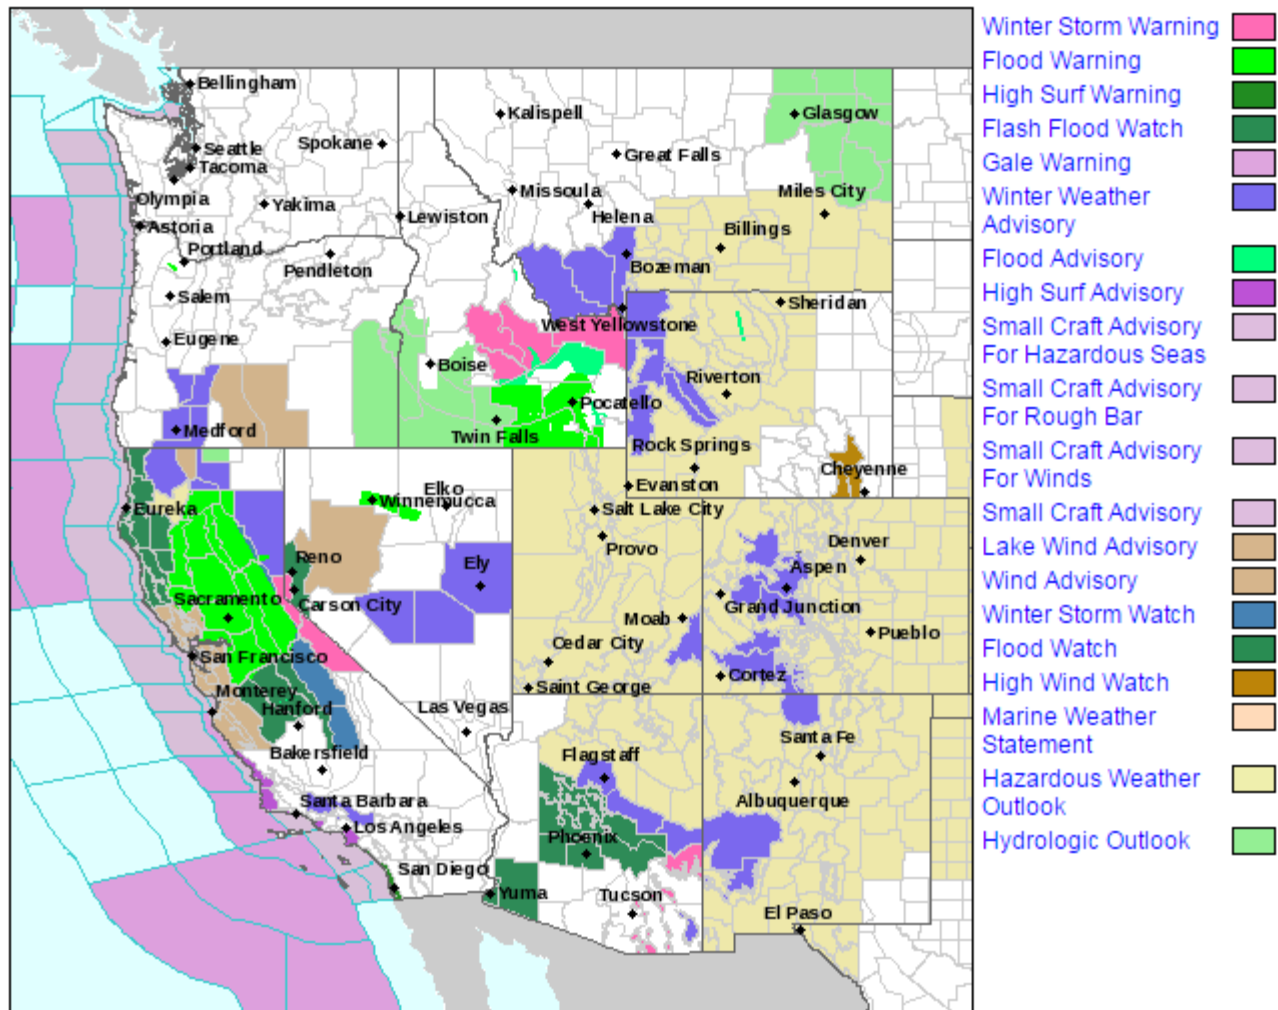 Bellingham
Seattle
Tacoma
Olympia
Astoria
Spokane
Yakima
Portland
Pendleton
Salem
Eugene
Medford
Lewiston
Kalispell
Great Falls
Missoula
Helena
Glasgow
Miles City
Billings
Bozeman
West Yellowstone
Sheridan
Boise
Pocatello
Twin Falls
Riverton
Rock Springs
Cheyenne
Evanston
Eureka
Winnemucca
Elko
Reno
Carson City
Ely
Sacramento
San Francisco
Monterey
Hanford
Bakersfield
Las Vegas
Santa Barbara
Los Angeles
San Diego
Salt Lake City
Provo
Moab
Cedar City
Saint George
Denver
Aspen
Grand Junction
Pueblo
Cortez
Flagstaff
Phoenix
Yuma
Tucson
Santa Fe
Albuquerque
El Paso
Winter Storm Warning
Flood Warning
High Surf Warning
Flash Flood Watch
Gale Warning
Winter Weather
Advisory
Flood Advisory
High Surf Advisory
Small Craft Advisory
For Hazardous Seas
Small Craft Advisory
For Rough Bar
Small Craft Advisory
For Winds
Small Craft Advisory
Lake Wind Advisory
Wind Advisory
Winter Storm Watch
Flood Watch
High Wind Watch
Marine Weather
Statement
Hazardous Weather
Outlook
Hydrologic Outlook